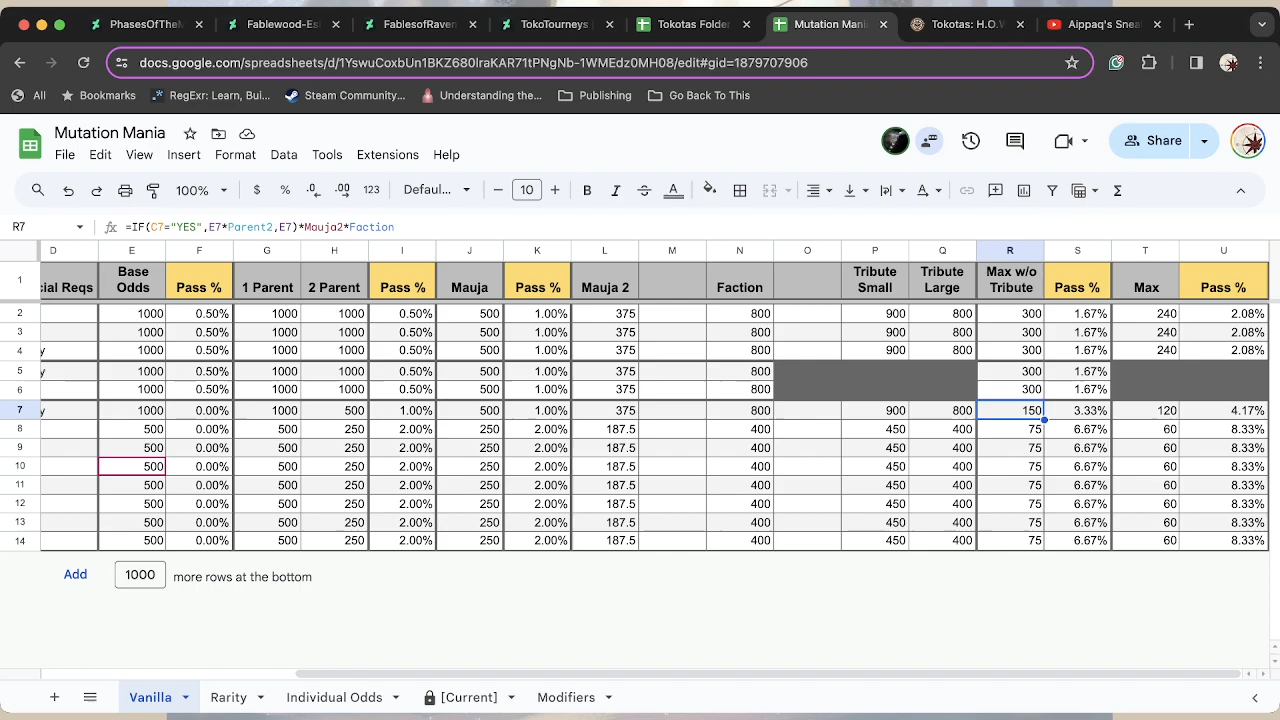 PhasesOfTheM
Fablewood-Es
FablesofRaven
TokoTourneys
Tokotas Folder
Mutation Mani
Tokotas: H.O.W
Aippaq's Snea
docs.google.com/spreadsheets/d/1YswuCoxbUn1BKZ680IraKAR71tPNgNb-1WMEdz0MH08/edit#gid=1879707906
All
Bookmarks
RegExr: Learn, Bui...
Steam Community...
Understanding the...
Publishing
Go Back To This
Mutation Mania
File Edit View Insert Format Data Tools Extensions Help
Share
100% $ % .0 .00 123 Defaul... 10 B I A
R7 fx =IF(C7="YES",E7*Parent2,E7)*Mauja2*Faction
D E F G H I J K L M N O P Q R S T U
1 cial Reqs Base Odds Pass % 1 Parent 2 Parent Pass % Mauja Pass % Mauja 2 Faction Tribute Small Tribute Large Max w/o Tribute Pass % Max Pass %
2 1000 0.50% 1000 1000 0.50% 500 1.00% 375 800 900 800 300 1.67% 240 2.08%
3 1000 0.50% 1000 1000 0.50% 500 1.00% 375 800 900 800 300 1.67% 240 2.08%
4 y 1000 0.50% 1000 1000 0.50% 500 1.00% 375 800 900 800 300 1.67% 240 2.08%
5 y 1000 0.50% 1000 1000 0.50% 500 1.00% 375 800 300 1.67%
6 1000 0.50% 1000 1000 0.50% 500 1.00% 375 800 300 1.67%
7 y 1000 0.00% 1000 500 1.00% 500 1.00% 375 800 900 800 150 3.33% 120 4.17%
8 500 0.00% 500 250 2.00% 250 2.00% 187.5 400 450 400 75 6.67% 60 8.33%
9 500 0.00% 500 250 2.00% 250 2.00% 187.5 400 450 400 75 6.67% 60 8.33%
10 500 0.00% 500 250 2.00% 250 2.00% 187.5 400 450 400 75 6.67% 60 8.33%
11 500 0.00% 500 250 2.00% 250 2.00% 187.5 400 450 400 75 6.67% 60 8.33%
12 500 0.00% 500 250 2.00% 250 2.00% 187.5 400 450 400 75 6.67% 60 8.33%
13 500 0.00% 500 250 2.00% 250 2.00% 187.5 400 450 400 75 6.67% 60 8.33%
14 500 0.00% 500 250 2.00% 250 2.00% 187.5 400 450 400 75 6.67% 60 8.33%
Add 1000 more rows at the bottom
Vanilla Rarity Individual Odds [Current] Modifiers